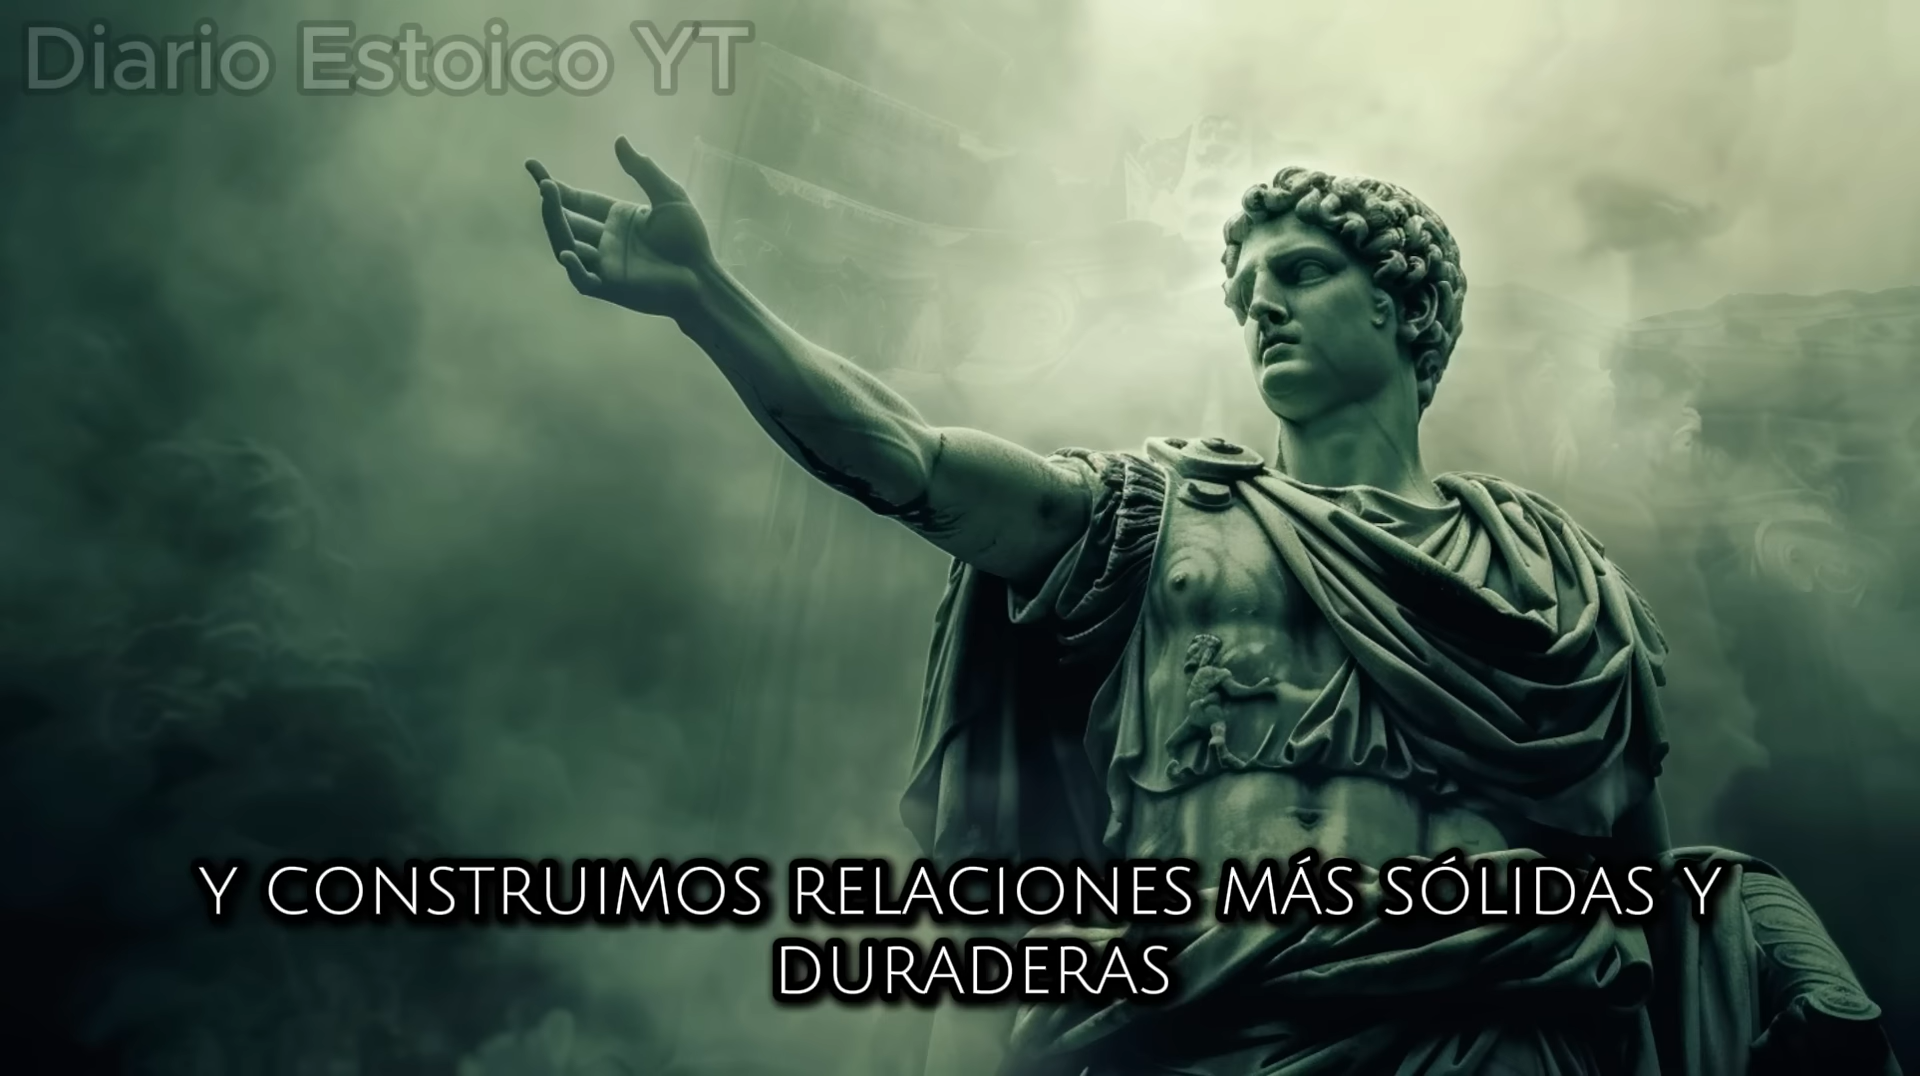 Diario Estoico YT
Y CONSTRUIMOS RELACIONES MÁS SÓLIDAS Y
DURADERAS